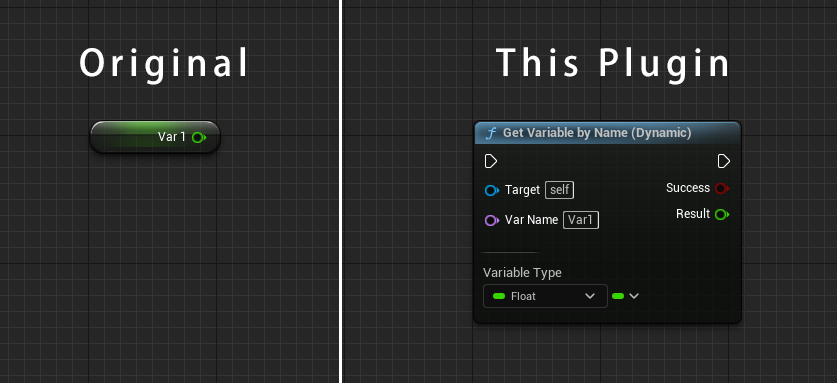 Original
This Plugin
Var 1
f Get Variable by Name (Dynamic)
Target self
Success
Var Name Var1
Result
Variable Type
Float